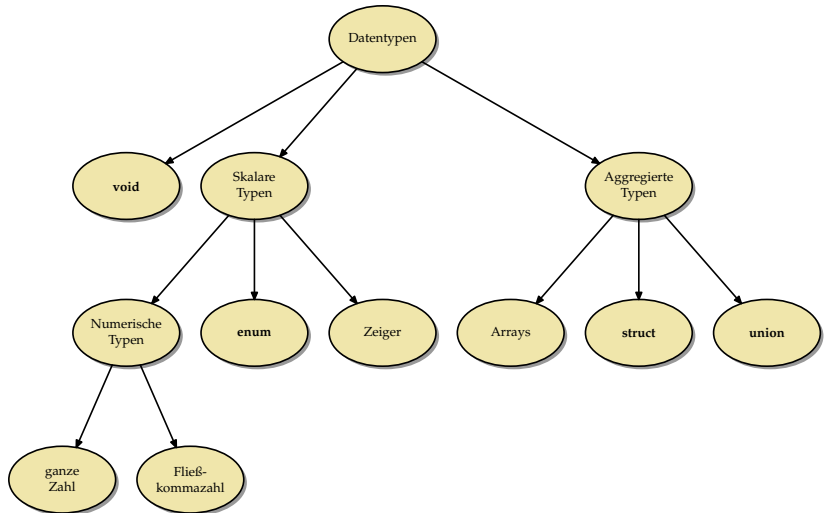 Datentypen
void
Skalare
Typen
Aggregierte
Typen
Numerische
Typen
enum
Zeiger
Arrays
struct
union
ganze
Zahl
Fließ-
kommazahl